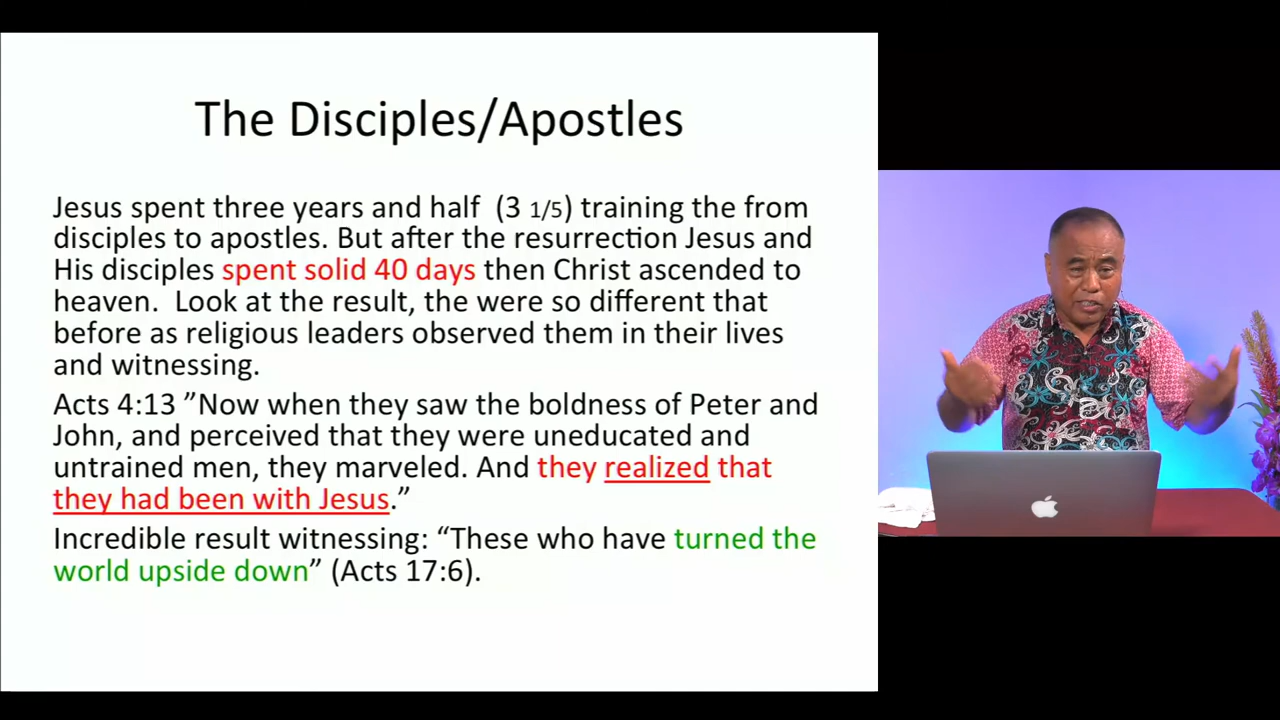 The Disciples/Apostles
Jesus spent three years and half  (3 1/5) training the from
disciples to apostles. But after the resurrection Jesus and
His disciples spent solid 40 days then Christ ascended to
heaven.  Look at the result, the were so different that
before as religious leaders observed them in their lives
and witnessing.
Acts 4:13 ”Now when they saw the boldness of Peter and
John, and perceived that they were uneducated and
untrained men, they marveled. And they realized that
they had been with Jesus.”
Incredible result witnessing: “These who have turned the
world upside down” (Acts 17:6).